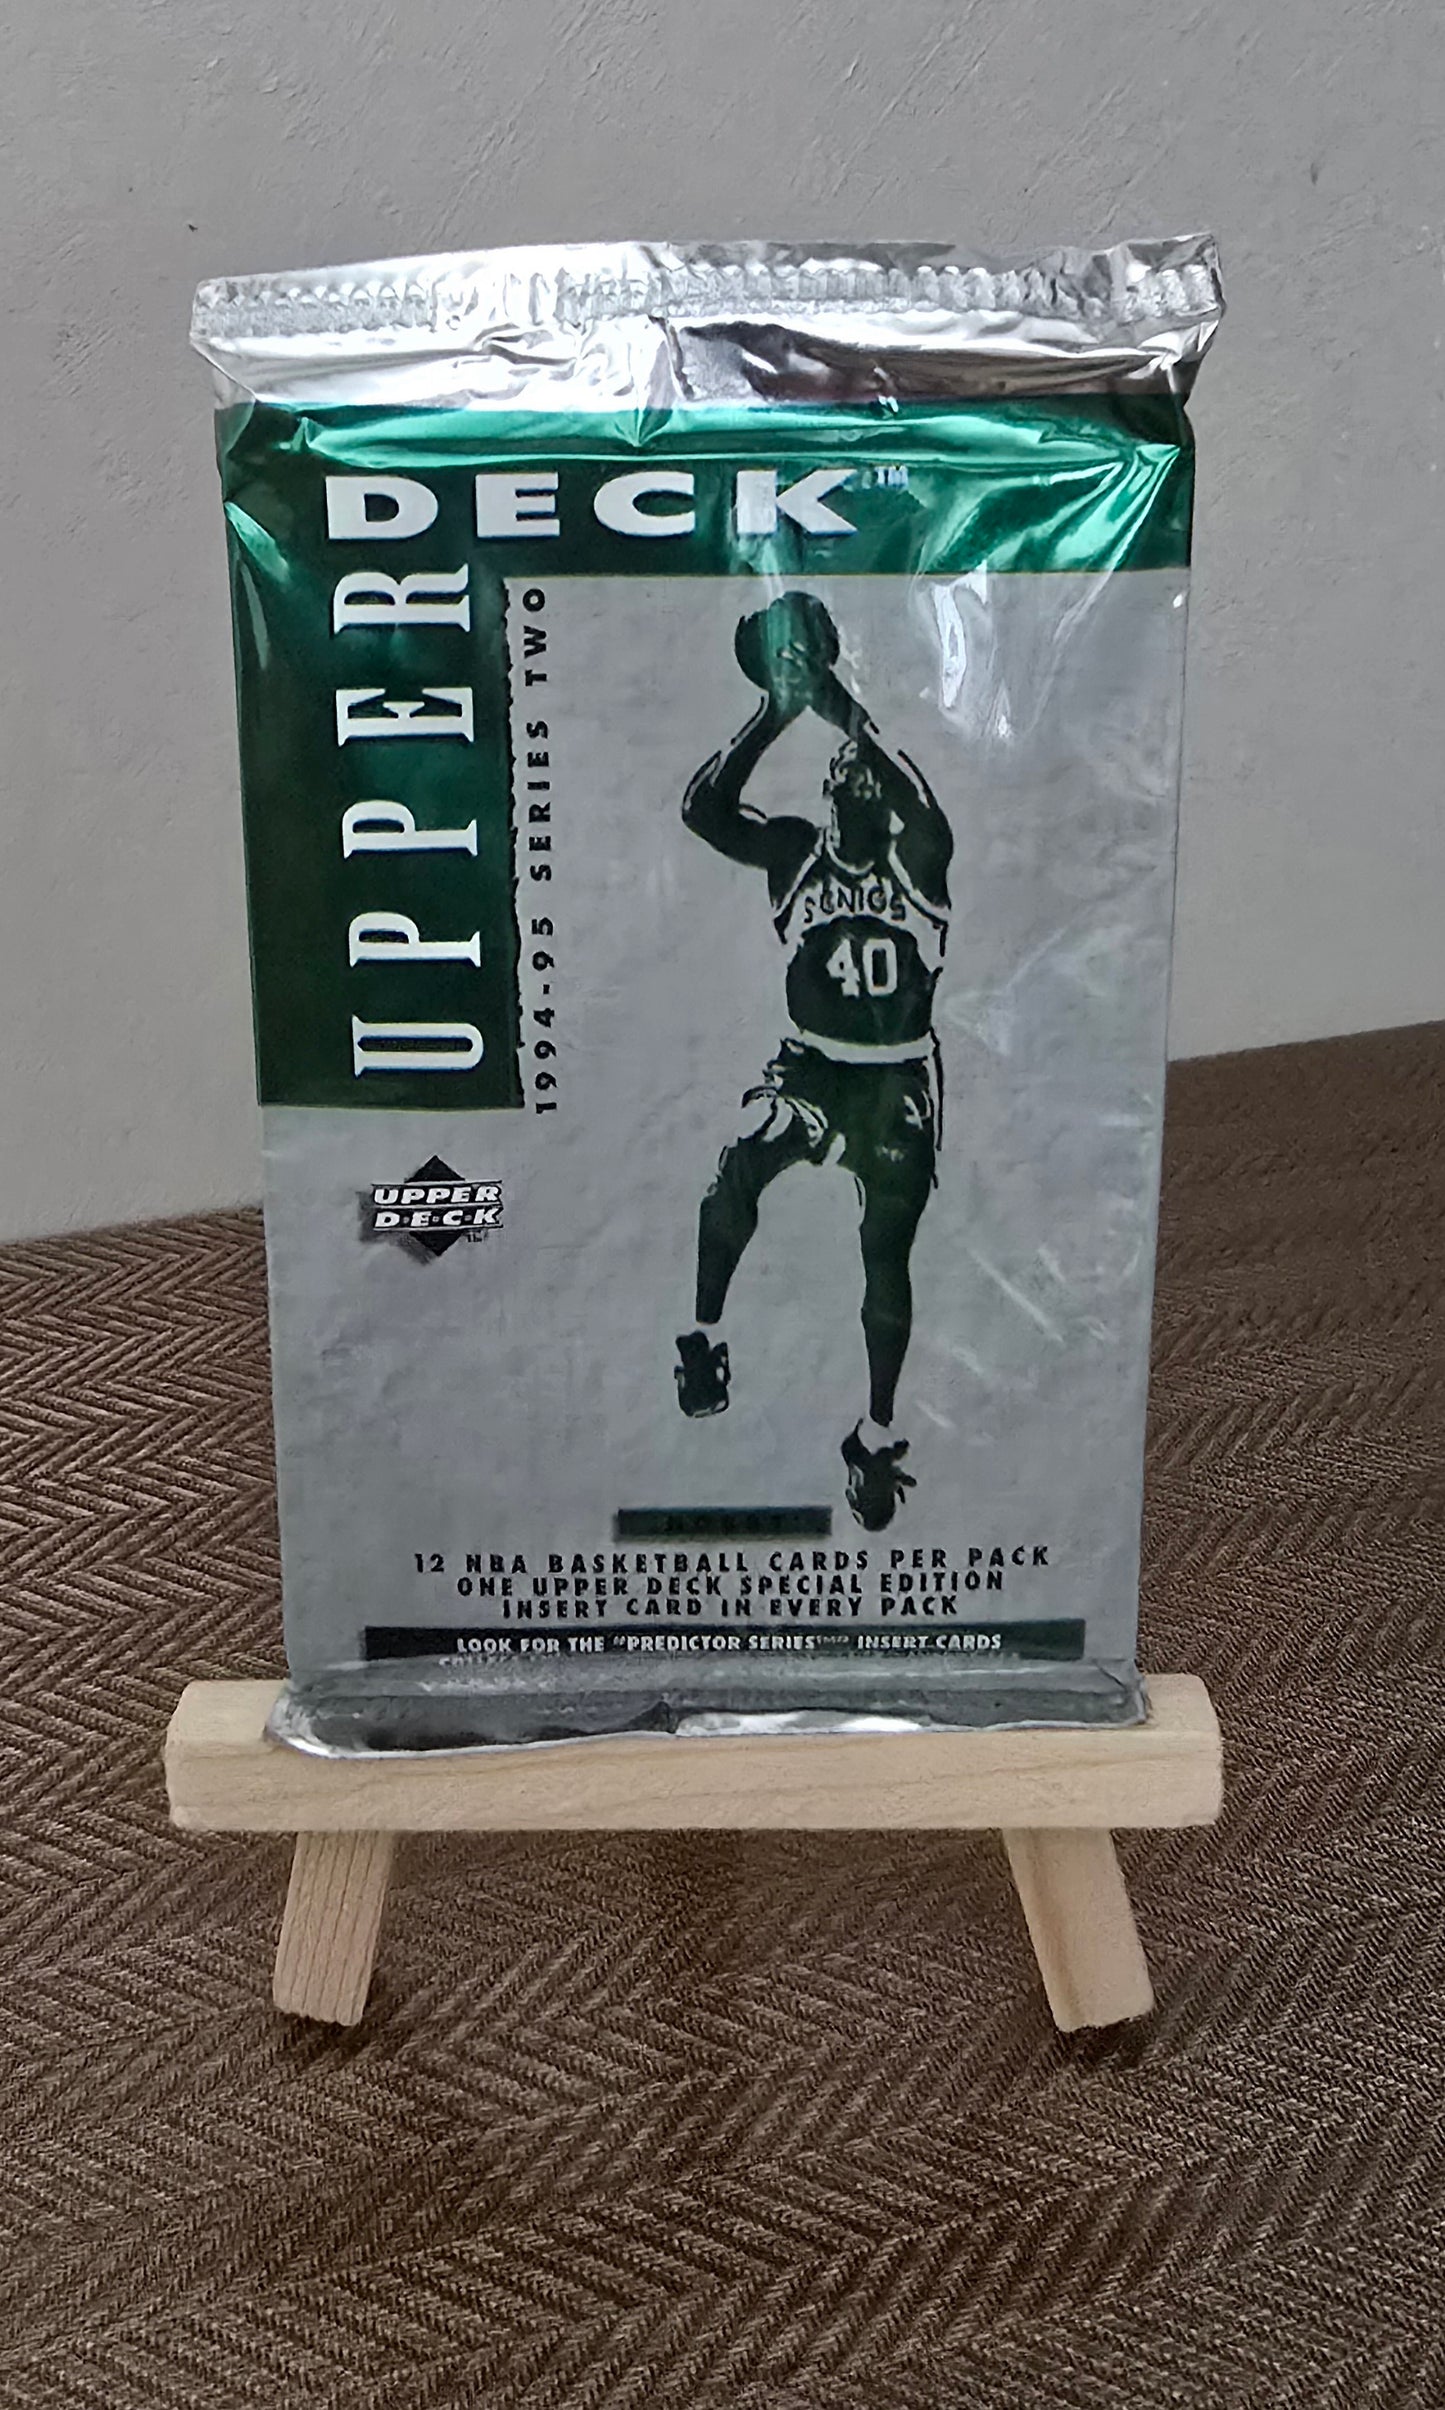 UPPER
DECK™
1994-95 SERIES TWO
SONICS
40
UPPER
D•E•C•K
12 NBA BASKETBALL CARDS PER PACK
ONE UPPER DECK SPECIAL EDITION
INSERT CARD IN EVERY PACK
LOOK FOR THE "PREDICTOR SERIES™" INSERT CARDS